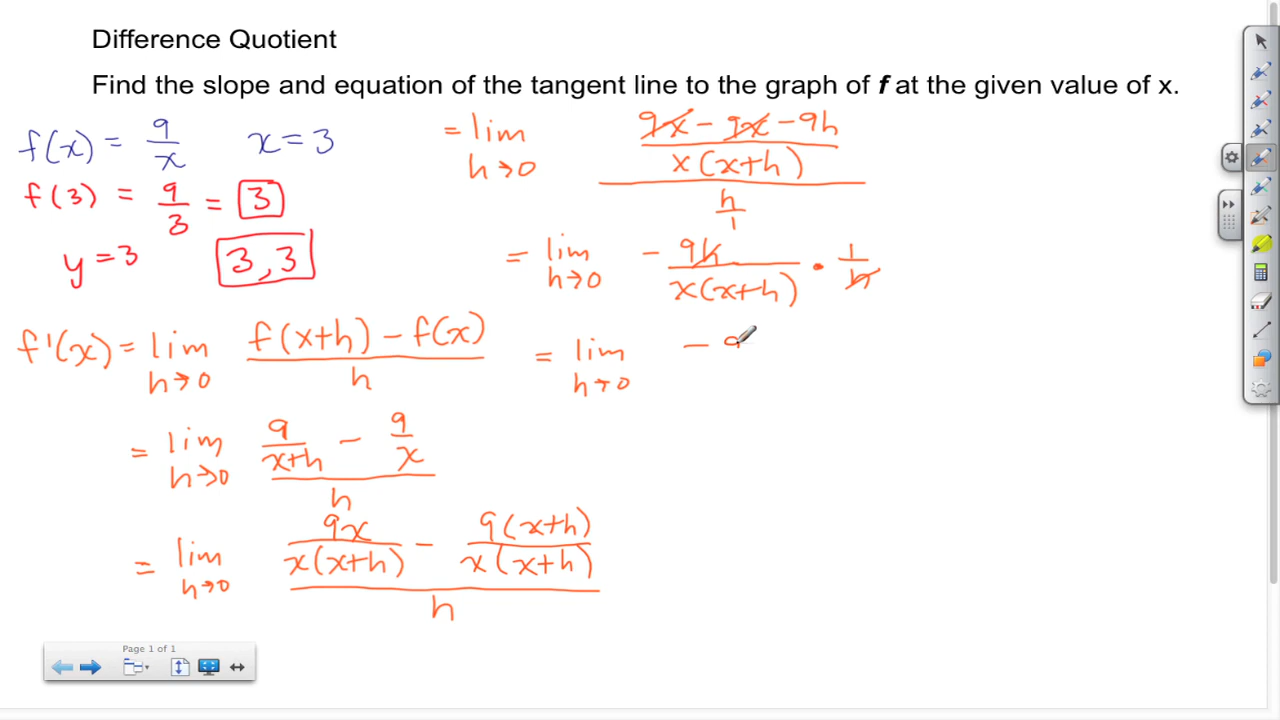 Difference Quotient
Find the slope and equation of the tangent line to the graph of f at the given value of x.
f(x) = 9/x   x = 3
f(3) = 9/3 = 3
y = 3   3,3
f'(x) = lim h→0 (f(x+h) − f(x))/h
= lim h→0 (9/(x+h) − 9/x)/h
= lim h→0 (9x/(x(x+h)) − 9(x+h)/(x(x+h)))/h
= lim h→0 ((9x − 9x − 9h)/(x(x+h)))/(h/1)
= lim h→0 − 9h/(x(x+h)) · 1/h
= lim h→0 − 9
Page 1 of 1